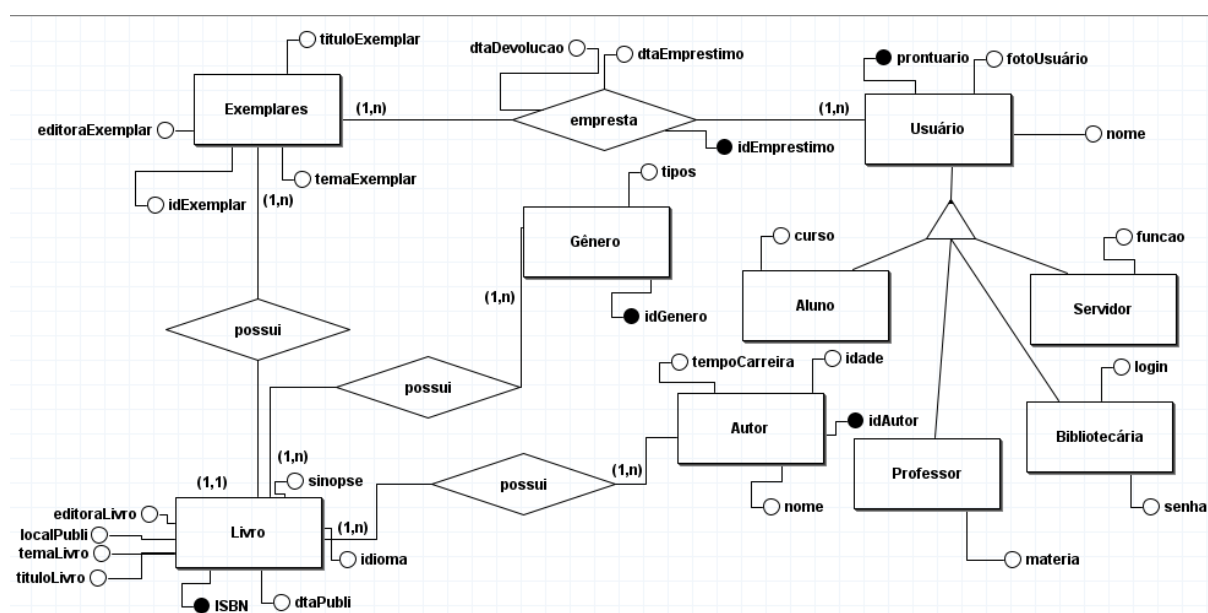 tituloExemplar
dtaDevolucao
dtaEmprestimo
prontuario
fotoUsuário
Exemplares
(1,n)
empresta
(1,n)
Usuário
editoraExemplar
nome
idEmprestimo
temaExemplar
idExemplar
(1,n)
tipos
Gênero
curso
funcao
(1,n)
Aluno
Servidor
idGenero
possui
possui
tempoCarreira
idade
login
Autor
idAutor
Bibliotecária
(1,n)
possui
(1,n)
Professor
(1,1)
sinopse
nome
senha
editoraLivro
localPubli
temaLivro
tituloLivro
Livro
(1,n)
idioma
materia
ISBN
dtaPubli